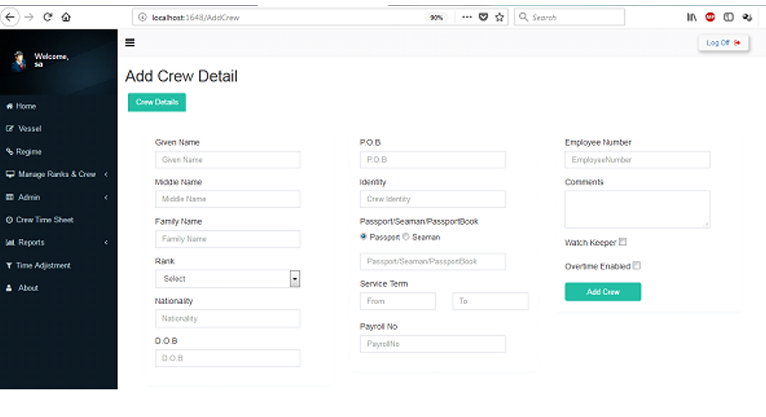 localhost:1648/AddCrew
90%
Search
Welcome,
sa
Log Off
Add Crew Detail
Crew Details
Home
Vessel
Regime
Manage Ranks & Crew
Admin
Crew Time Sheet
Reports
Time Adjistment
About
Given Name
Given Name
Middle Name
Middle Name
Family Name
Family Name
Rank
Select
Nationality
Nationality
D.O.B
D.O.B
P.O.B
P.O.B
Identity
Crew Identity
Passport/Seaman/PassportBook
Passport Seaman
Passport/Seaman/PassportBook
Service Term
From To
Payroll No
PayrollNo
Employee Number
EmployeeNumber
Comments
Watch Keeper
Overtime Enabled
Add Crew